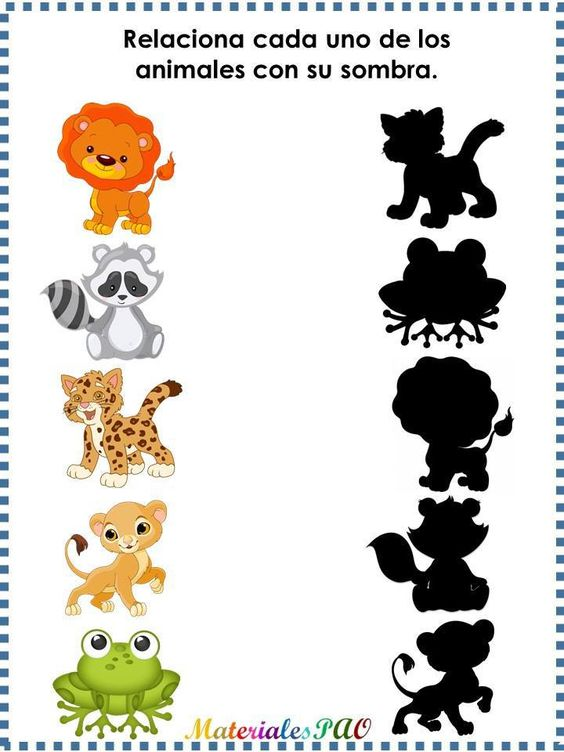 Relaciona cada uno de los
animales con su sombra.
MaterialesPAO